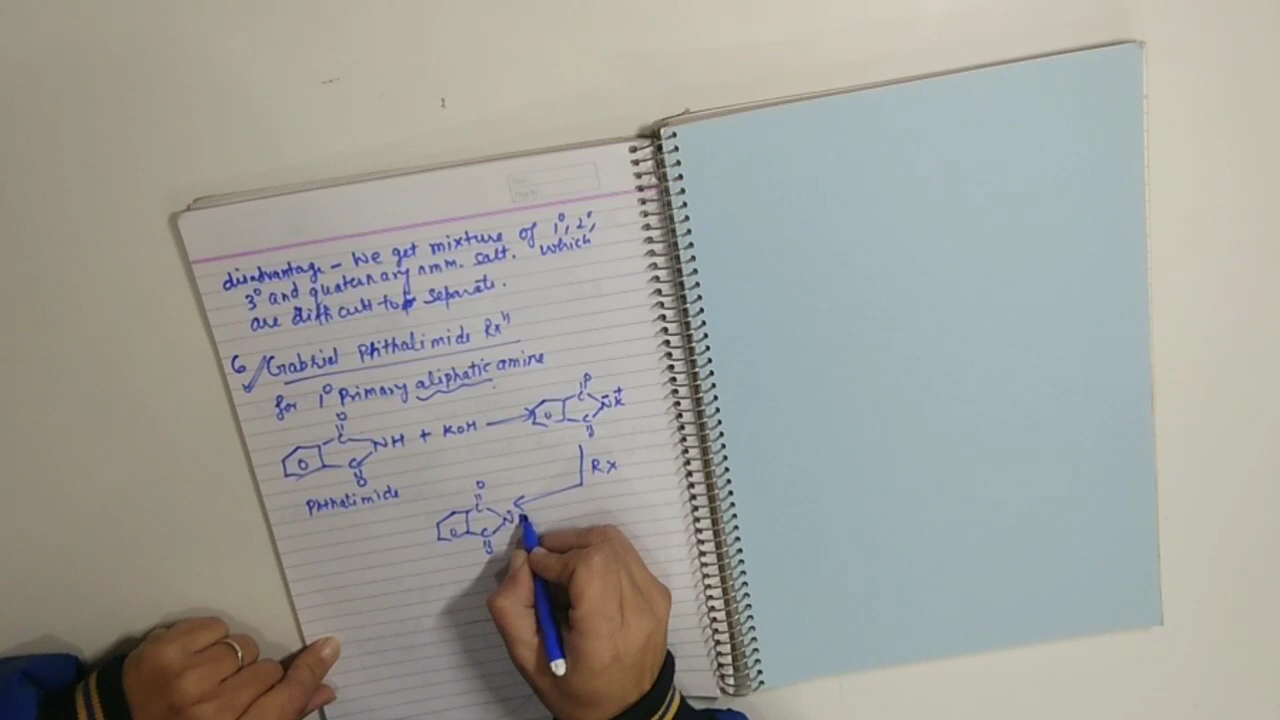 disadvantage - We get mixture of 1°, 2°,
3° and quaternary amm. salt. which
are difficult to separate.
6 Gabriel Phthalimide Rxⁿ
for 1° Primary aliphatic amine
O
C
NH + KOH → N⁻K⁺
C
O
Phthalimide
Rx
O
C
N
C
O